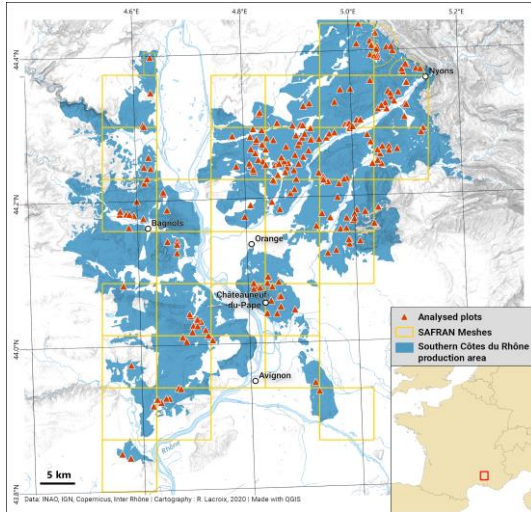 4.6°E
4.8°E
5.0°E
5.2°E
44.4°N
Nyons
44.2°N
Bagnols
Orange
Châteauneuf-
du-Pape
44.0°N
Avignon
Rhône
5 km
43.8°N
Analysed plots
SAFRAN Meshes
Southern Côtes du Rhône
production area
Data: INAO, IGN, Copernicus, Inter Rhône | Cartography : R. Lacroix, 2020 | Made with QGIS